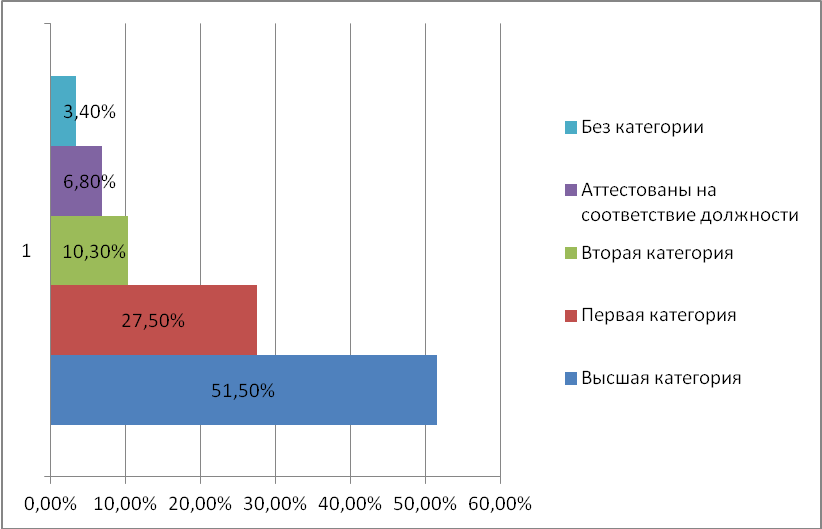 3,40%
6,80%
10,30%
27,50%
51,50%
1
0,00% 10,00% 20,00% 30,00% 40,00% 50,00% 60,00%
Без категории
Аттестованы на
соответствие должности
Вторая категория
Первая категория
Высшая категория